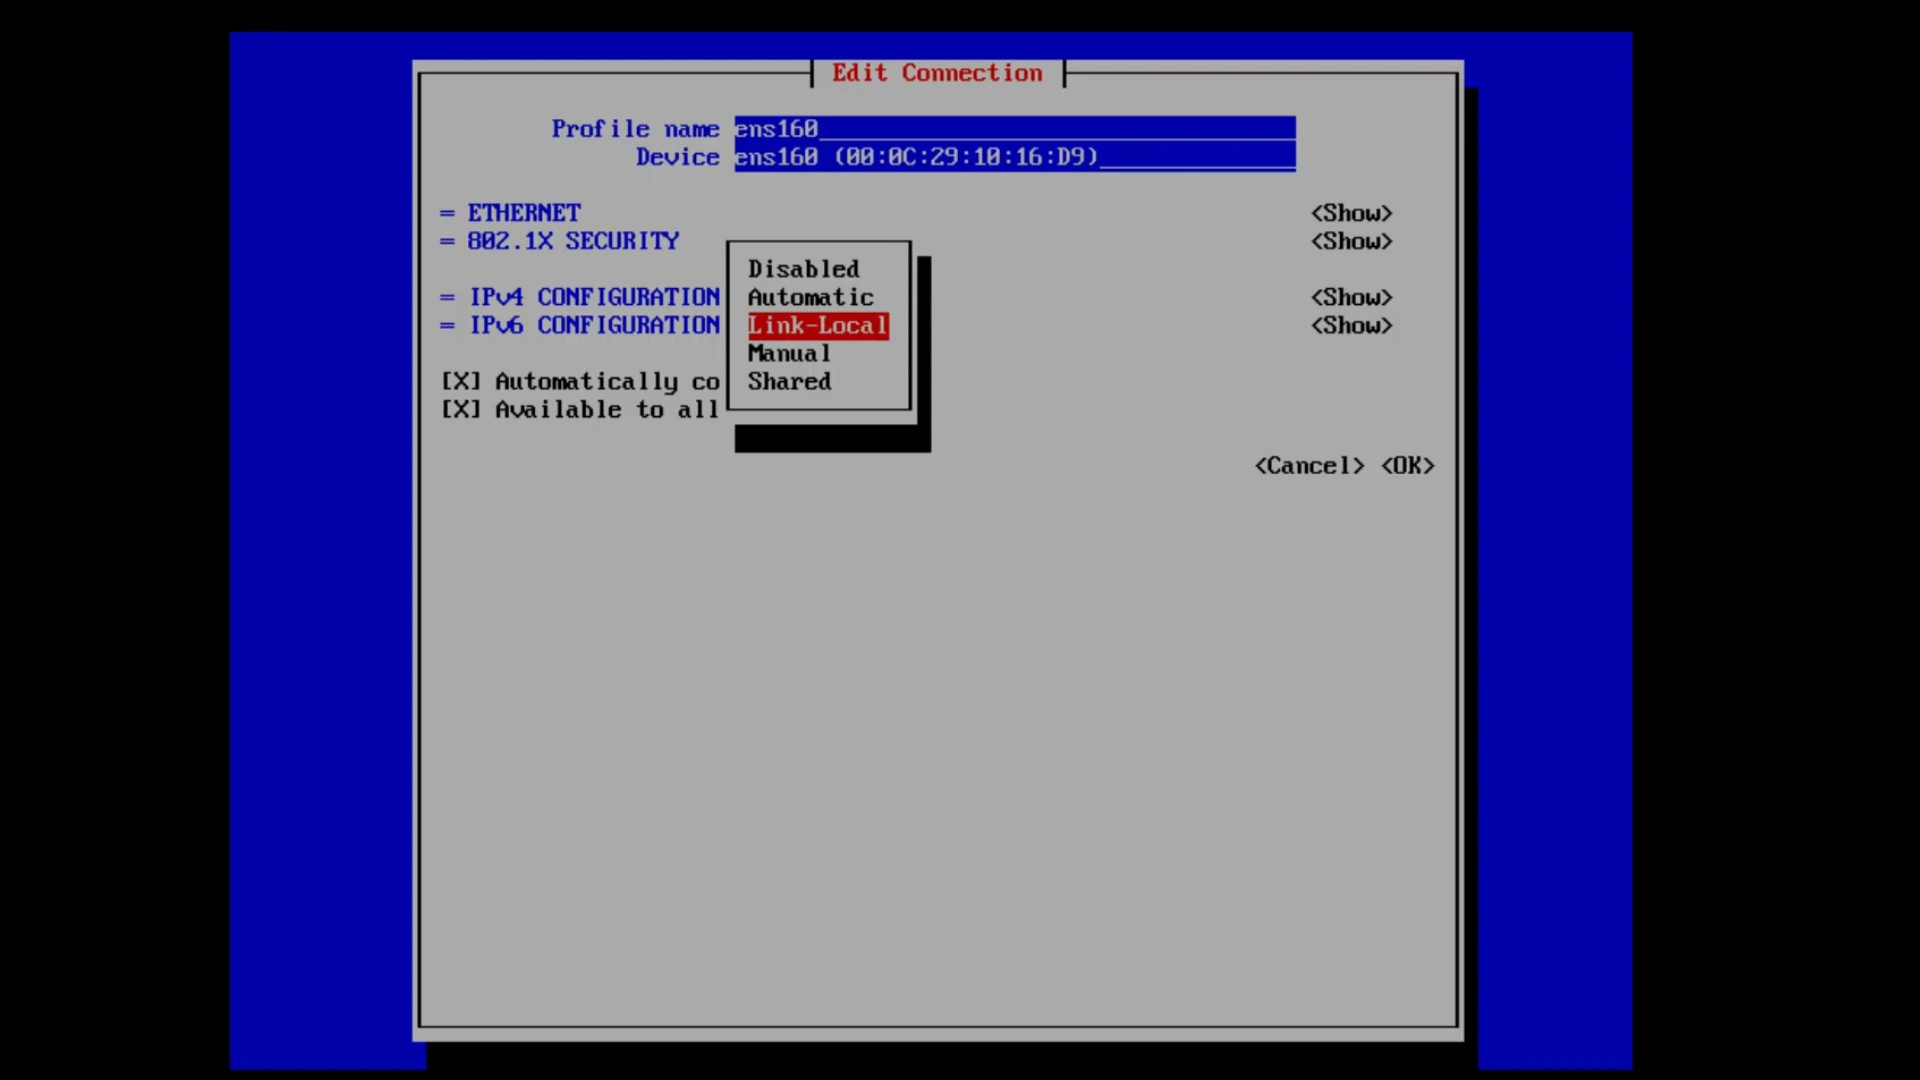 Edit Connection
Profile name ens160
Device ens160 (00:0C:29:10:16:D9)
= ETHERNET <Show>
= 802.1X SECURITY <Show>
Disabled
= IPv4 CONFIGURATION Automatic <Show>
= IPv6 CONFIGURATION Link-Local <Show>
Manual
[X] Automatically co Shared
[X] Available to all
<Cancel> <OK>